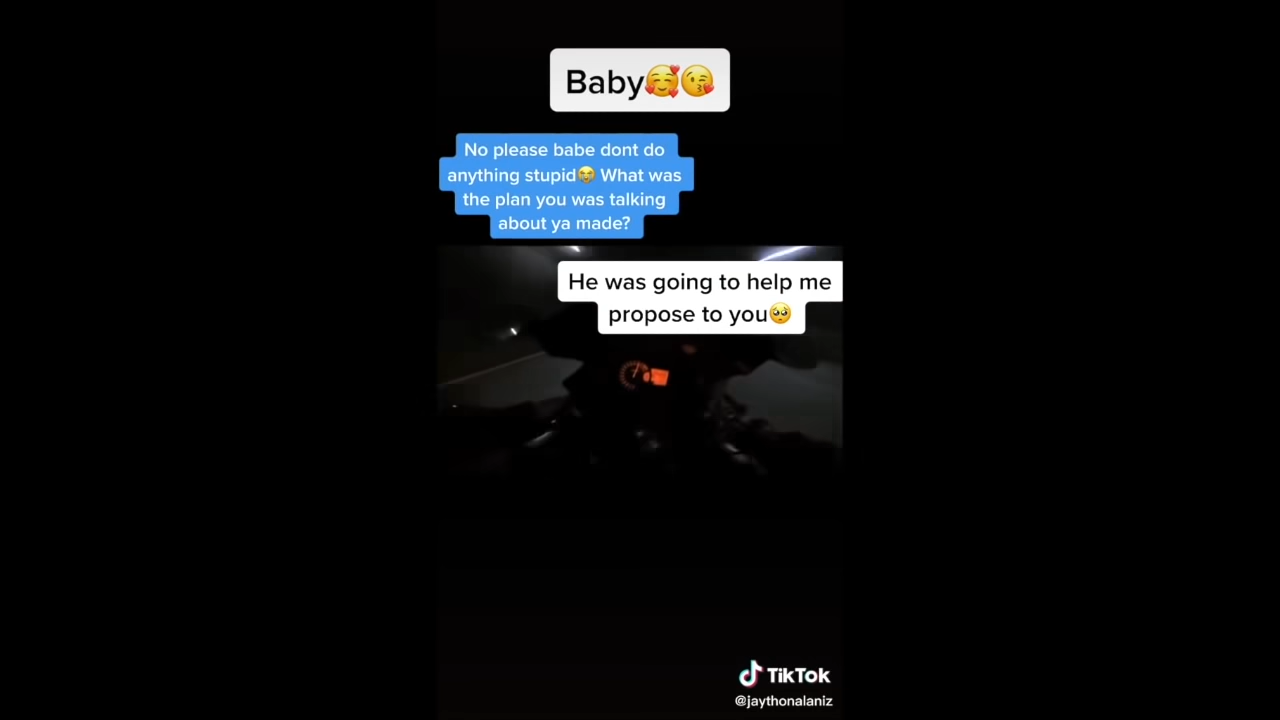 Baby🥰😘
No please babe dont do
anything stupid😭 What was
the plan you was talking
about ya made?
He was going to help me
propose to you🥺
TikTok
@jaythonalaniz